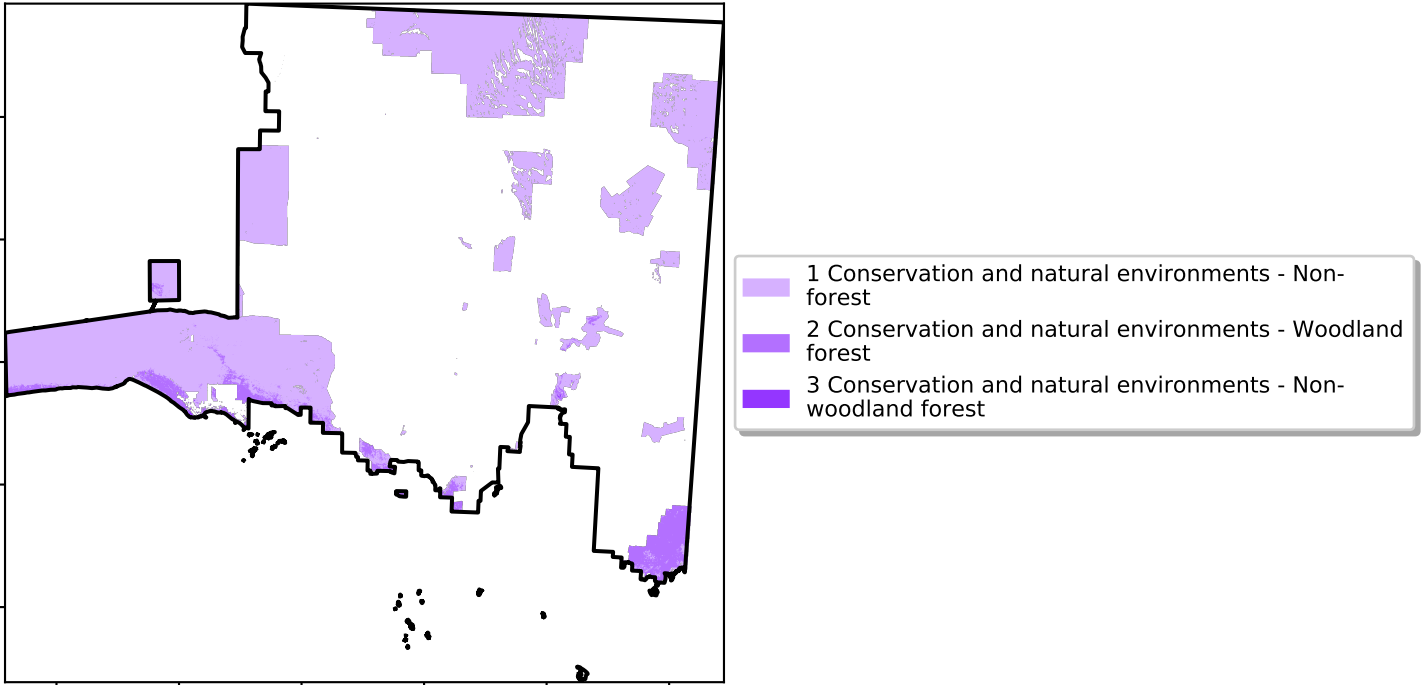 1 Conservation and natural environments - Non-
forest
2 Conservation and natural environments - Woodland
forest
3 Conservation and natural environments - Non-
woodland forest